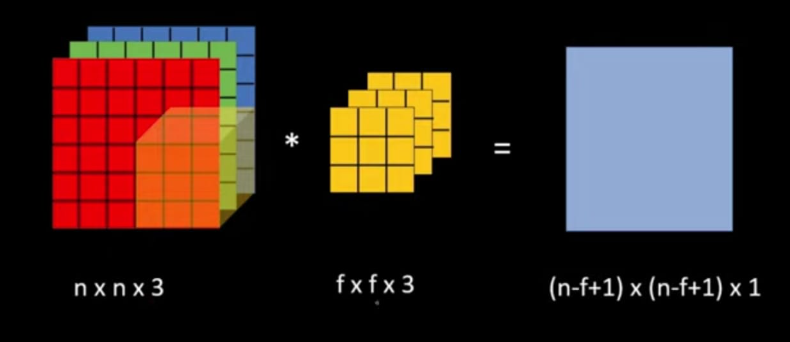 * =
n x n x 3
f x f x 3
(n-f+1) x (n-f+1) x 1